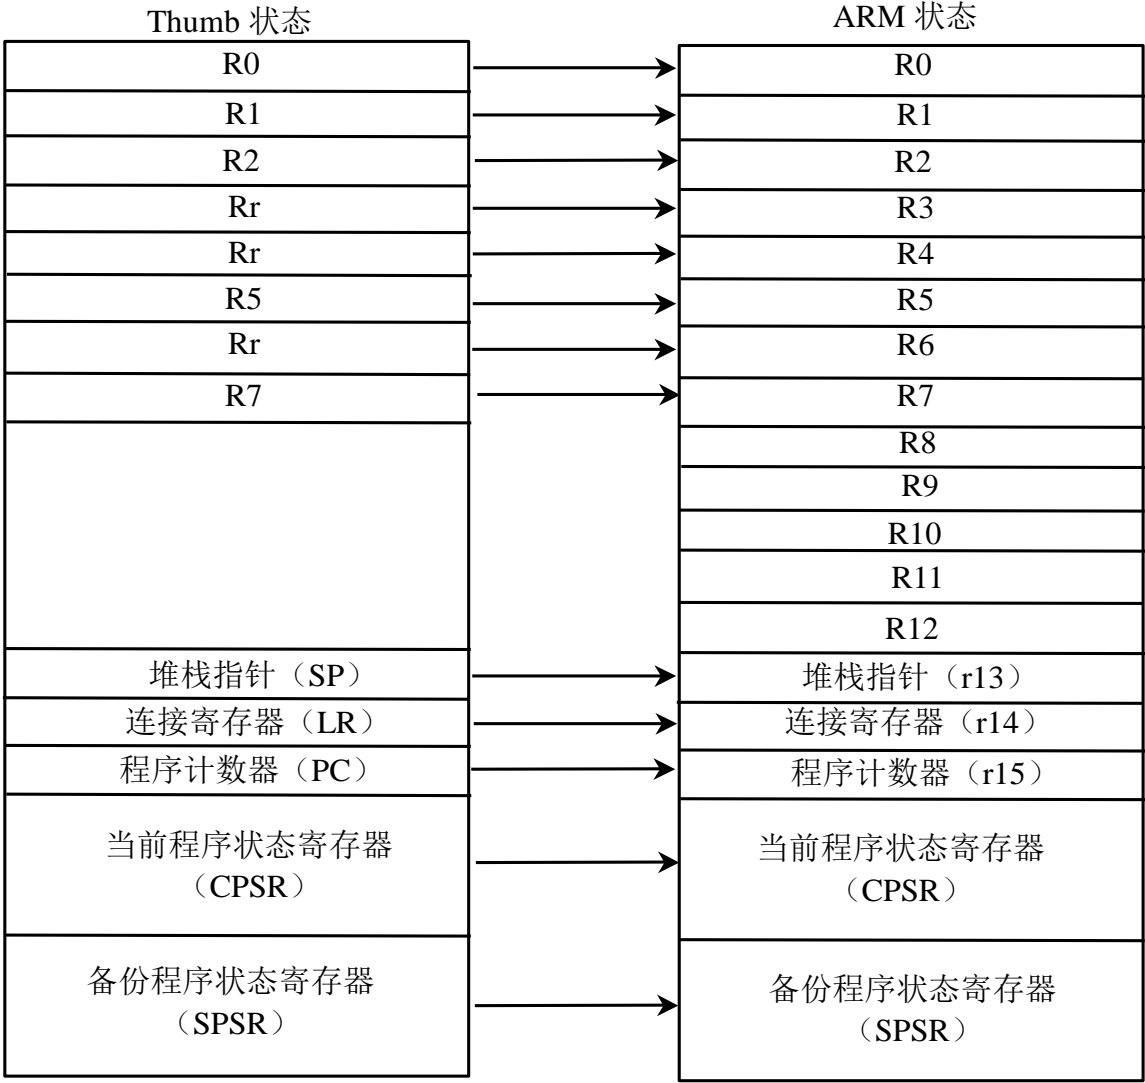 Thumb 状态
ARM 状态
R0
R0
R1
R1
R2
R2
Rr
R3
Rr
R4
R5
R5
Rr
R6
R7
R7
R8
R9
R10
R11
R12
堆栈指针（SP）
堆栈指针（r13）
连接寄存器（LR）
连接寄存器（r14）
程序计数器（PC）
程序计数器（r15）
当前程序状态寄存器
（CPSR）
当前程序状态寄存器
（CPSR）
备份程序状态寄存器
（SPSR）
备份程序状态寄存器
（SPSR）